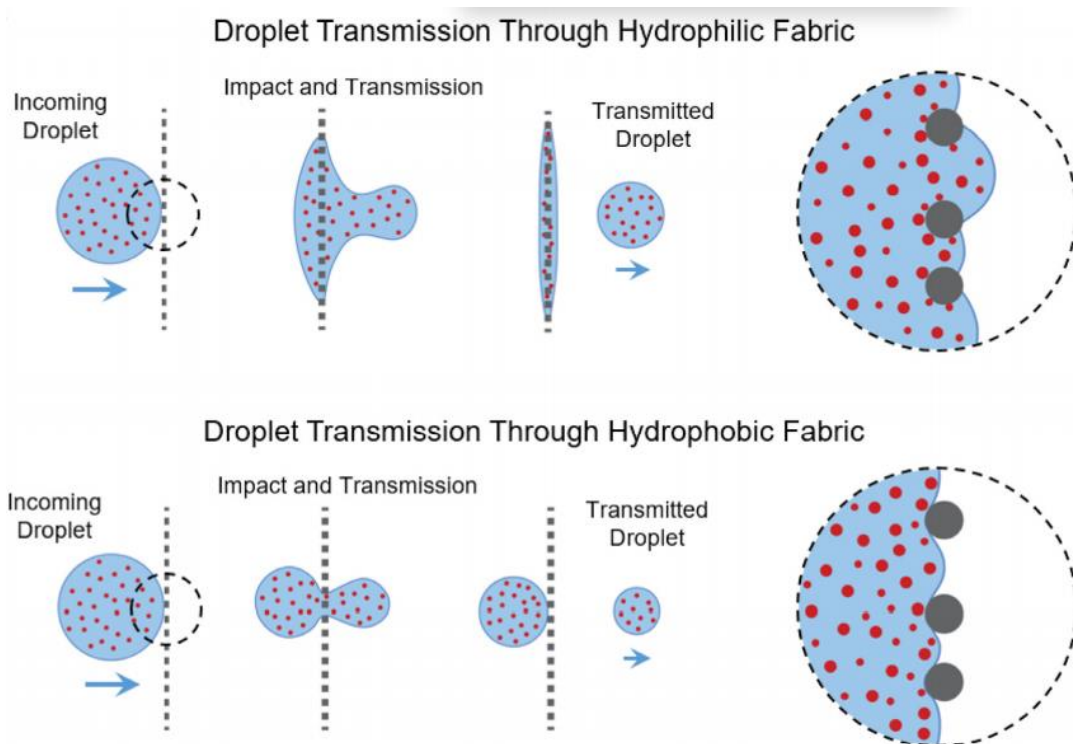 Droplet Transmission Through Hydrophilic Fabric
Incoming
Droplet
Impact and Transmission
Transmitted
Droplet
Droplet Transmission Through Hydrophobic Fabric
Incoming
Droplet
Impact and Transmission
Transmitted
Droplet